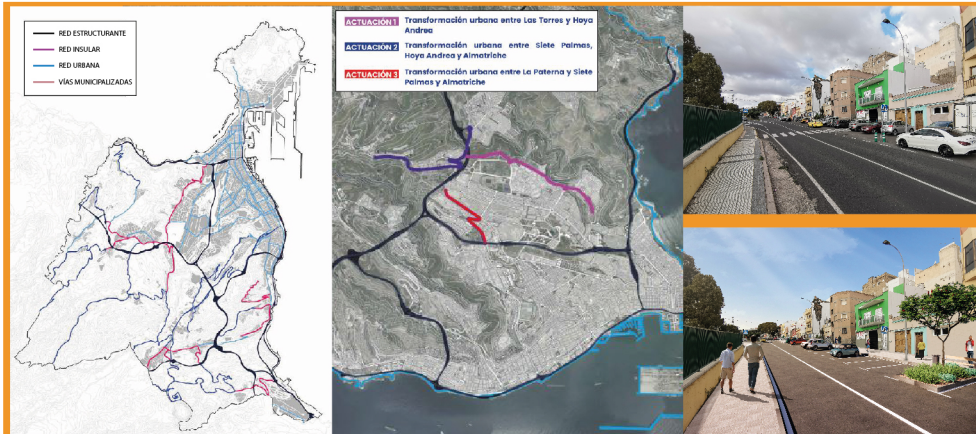 RED ESTRUCTURANTE
RED INSULAR
RED URBANA
VÍAS MUNICIPALIZADAS
ACTUACIÓN 1 Transformación urbana entre Las Torres y Hoya
Andrea
ACTUACIÓN 2 Transformación urbana entre Siete Palmas,
Hoya Andrea y Almatriche
ACTUACIÓN 3 Transformación urbana entre La Paterna y Siete
Palmas y Almatriche